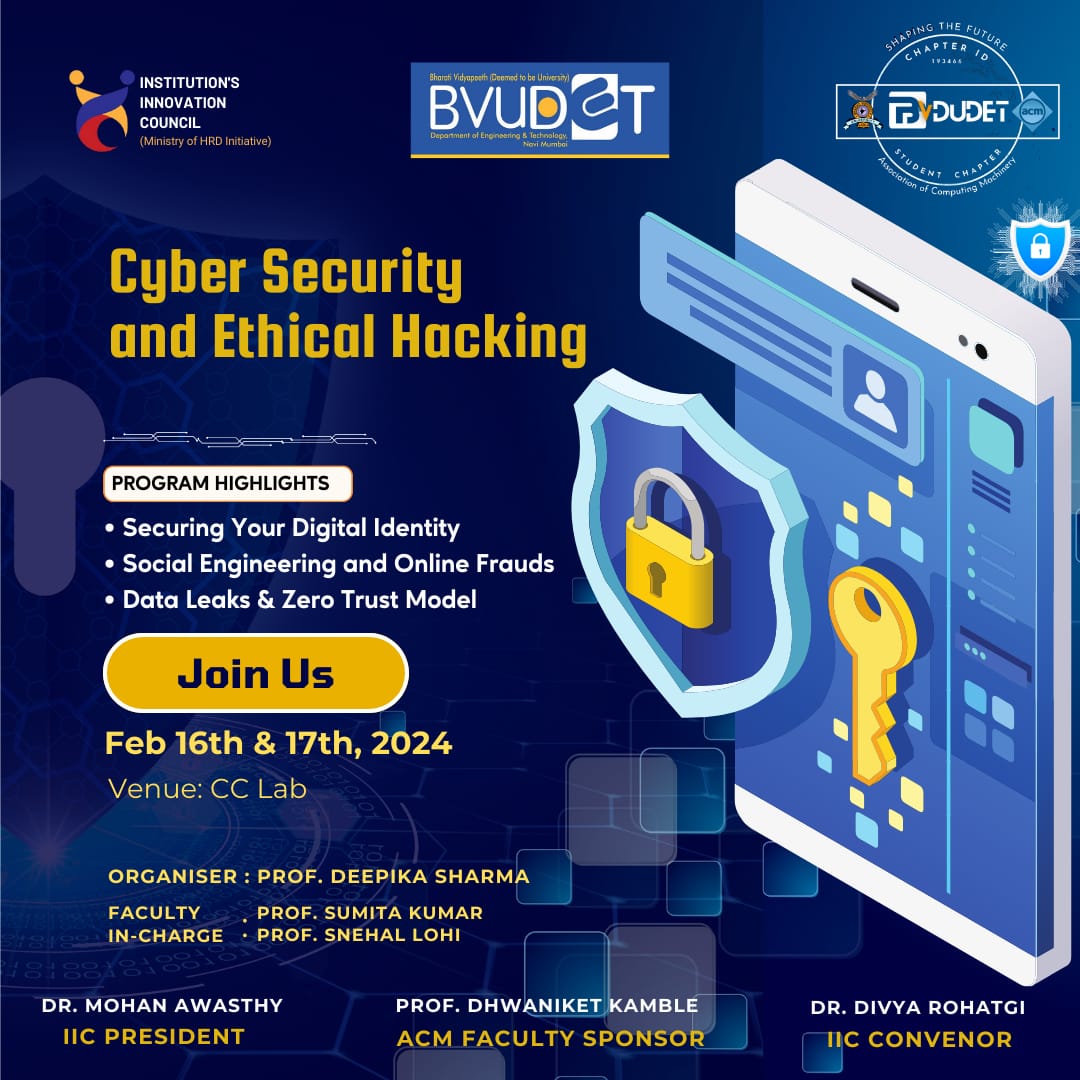 INSTITUTION'S
INNOVATION
COUNCIL
(Ministry of HRD Initiative)
Bharati Vidyapeeth (Deemed to be University)
BVUDET
Department of Engineering & Technology,
Navi Mumbai
SHAPING THE FUTURE
CHAPTER ID
193466
BVDUDET
acm
STUDENT CHAPTER
Association of Computing Machinery
Cyber Security
and Ethical Hacking
PROGRAM HIGHLIGHTS
• Securing Your Digital Identity
• Social Engineering and Online Frauds
• Data Leaks & Zero Trust Model
Join Us
Feb 16th & 17th, 2024
Venue: CC Lab
ORGANISER : PROF. DEEPIKA SHARMA
FACULTY : PROF. SUMITA KUMAR
IN-CHARGE PROF. SNEHAL LOHI
DR. MOHAN AWASTHY
IIC PRESIDENT
PROF. DHWANIKET KAMBLE
ACM FACULTY SPONSOR
DR. DIVYA ROHATGI
IIC CONVENOR